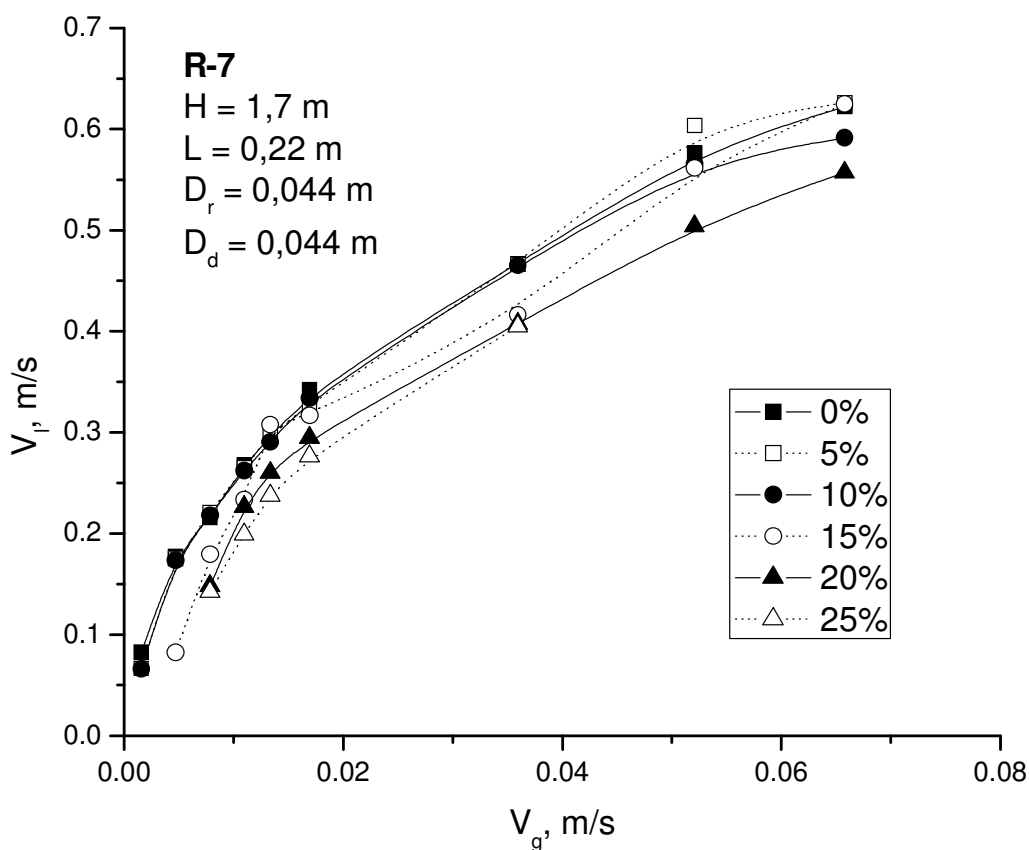 0.7
0.6
0.5
0.4
0.3
0.2
0.1
0.0
V_l, m/s
R-7
H = 1,7 m
L = 0,22 m
D_r = 0,044 m
D_d = 0,044 m
0%
5%
10%
15%
20%
25%
0.00 0.02 0.04 0.06 0.08
V_g, m/s